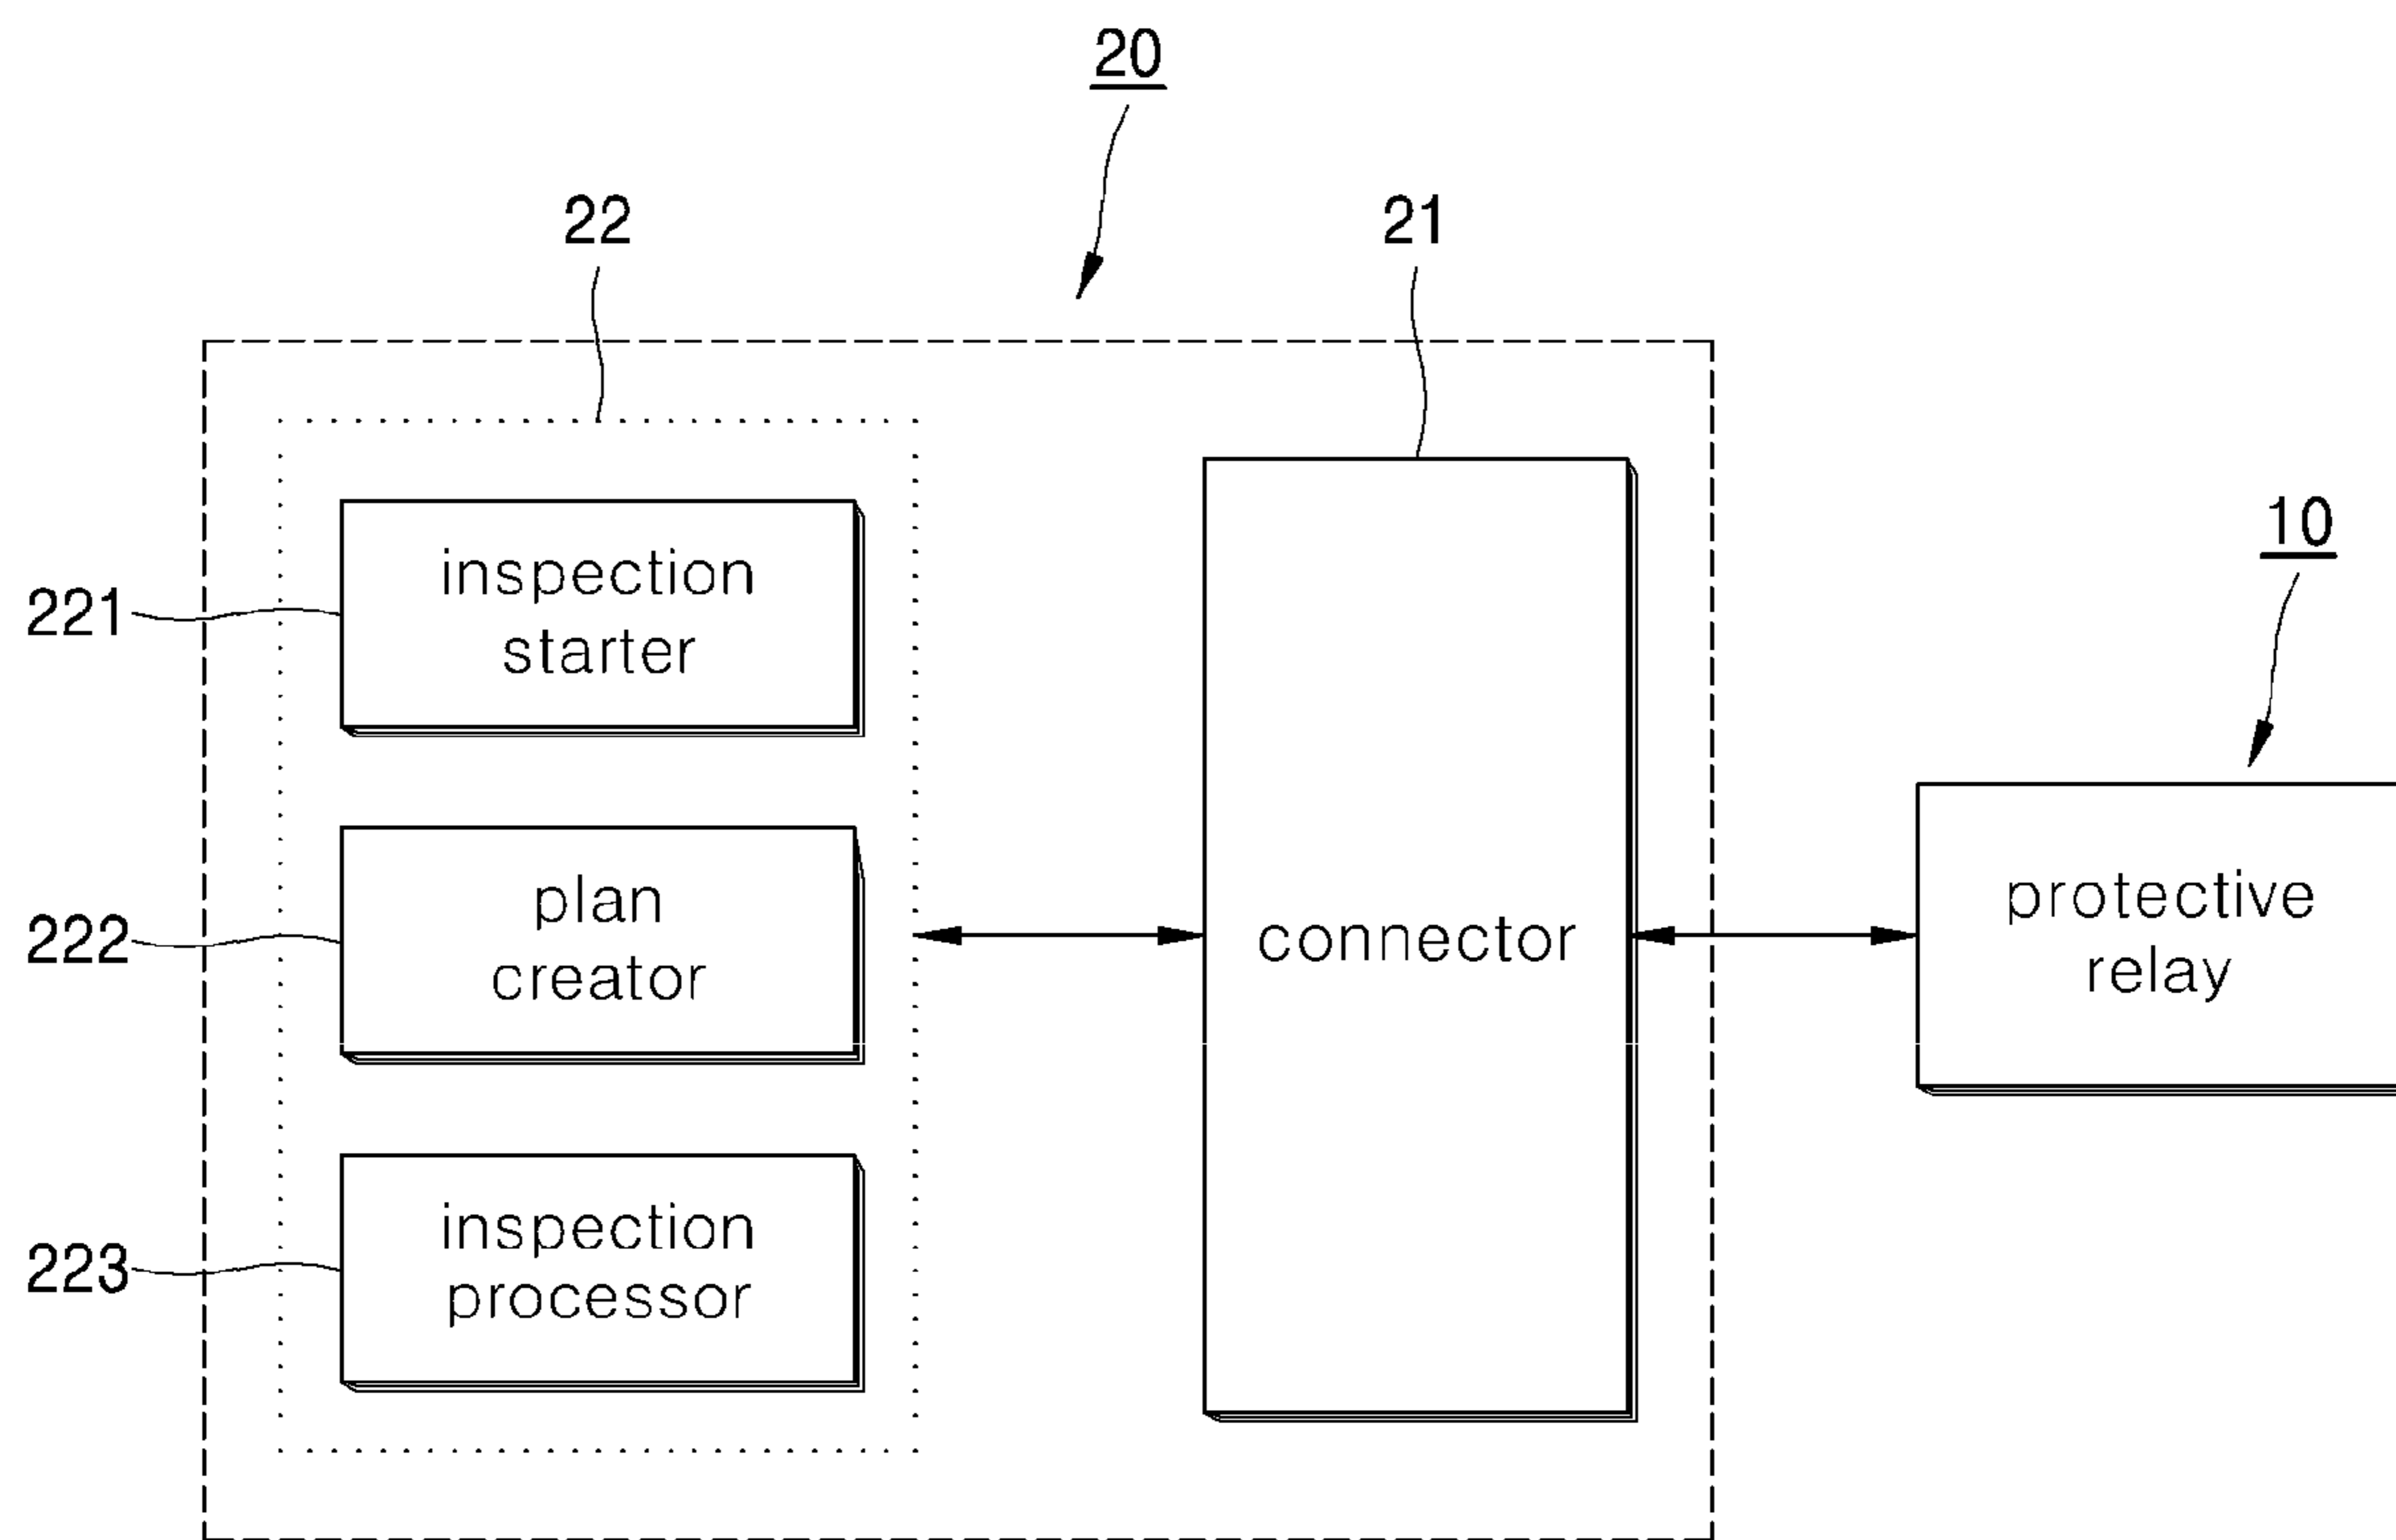 20
22
21
10
221
inspection
starter
222
plan
creator
connector
protective
relay
223
inspection
processor